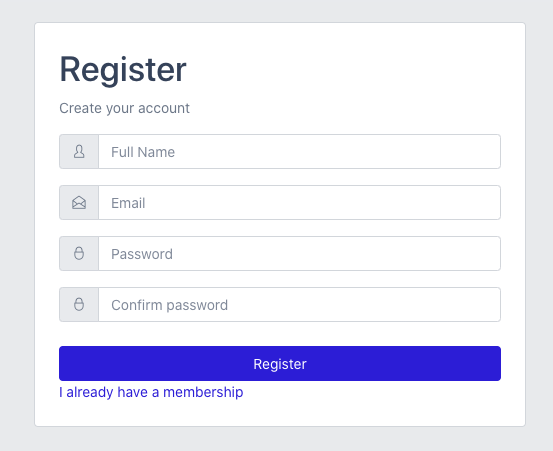 Register
Create your account
Full Name
Email
Password
Confirm password
Register
I already have a membership